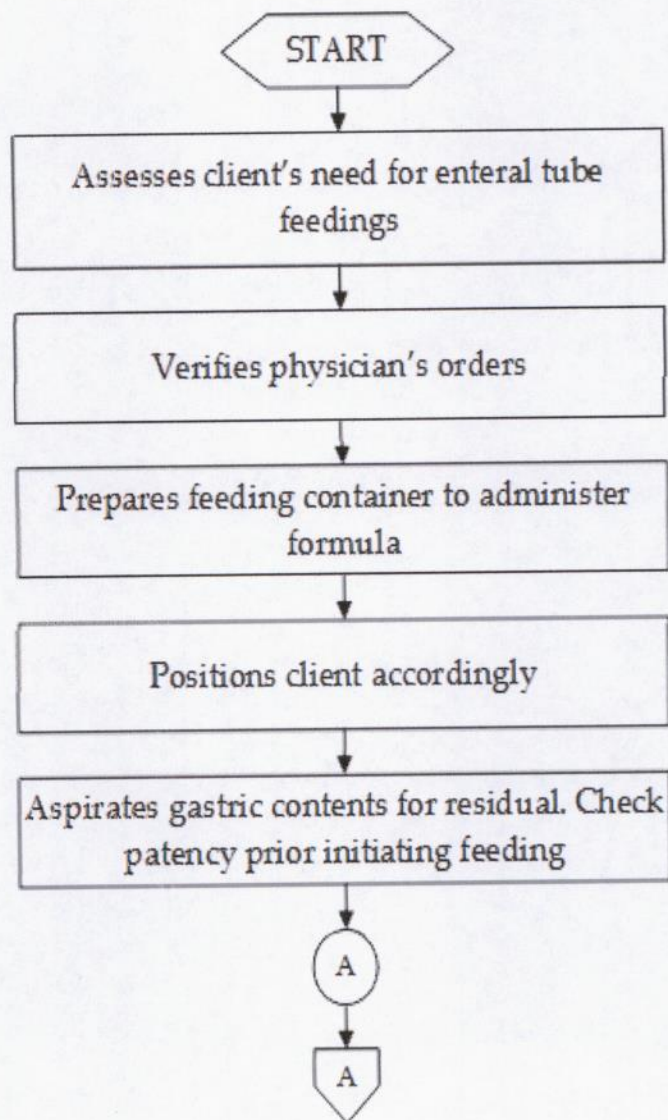 START
Assesses client's need for enteral tube
feedings
Verifies physician's orders
Prepares feeding container to administer
formula
Positions client accordingly
Aspirates gastric contents for residual. Check
patency prior initiating feeding
A
A